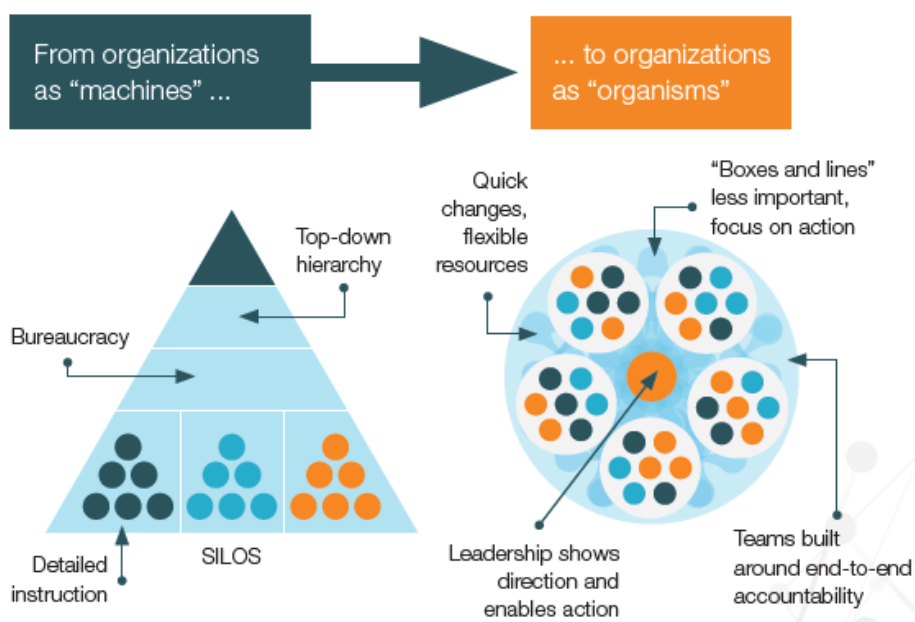 From organizations
as “machines” ...
... to organizations
as “organisms”
Top-down
hierarchy
Bureaucracy
Detailed
instruction
SILOS
Quick
changes,
flexible
resources
“Boxes and lines”
less important,
focus on action
Leadership shows
direction and
enables action
Teams built
around end-to-end
accountability